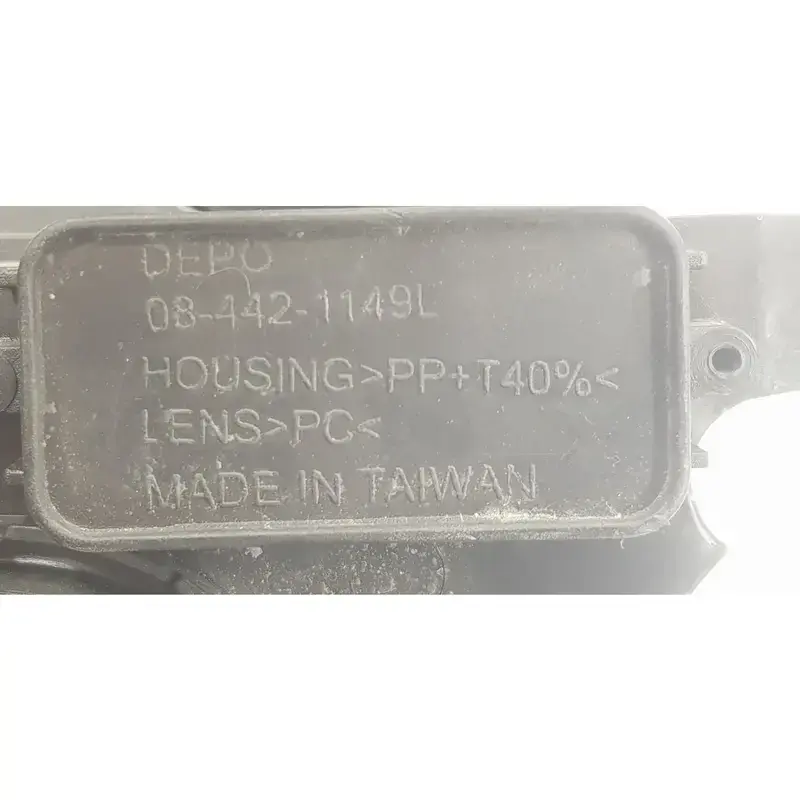 DEPO
08-442-1149L
HOUSING>PP+T40%<
LENS>PC<
MADE IN TAIWAN